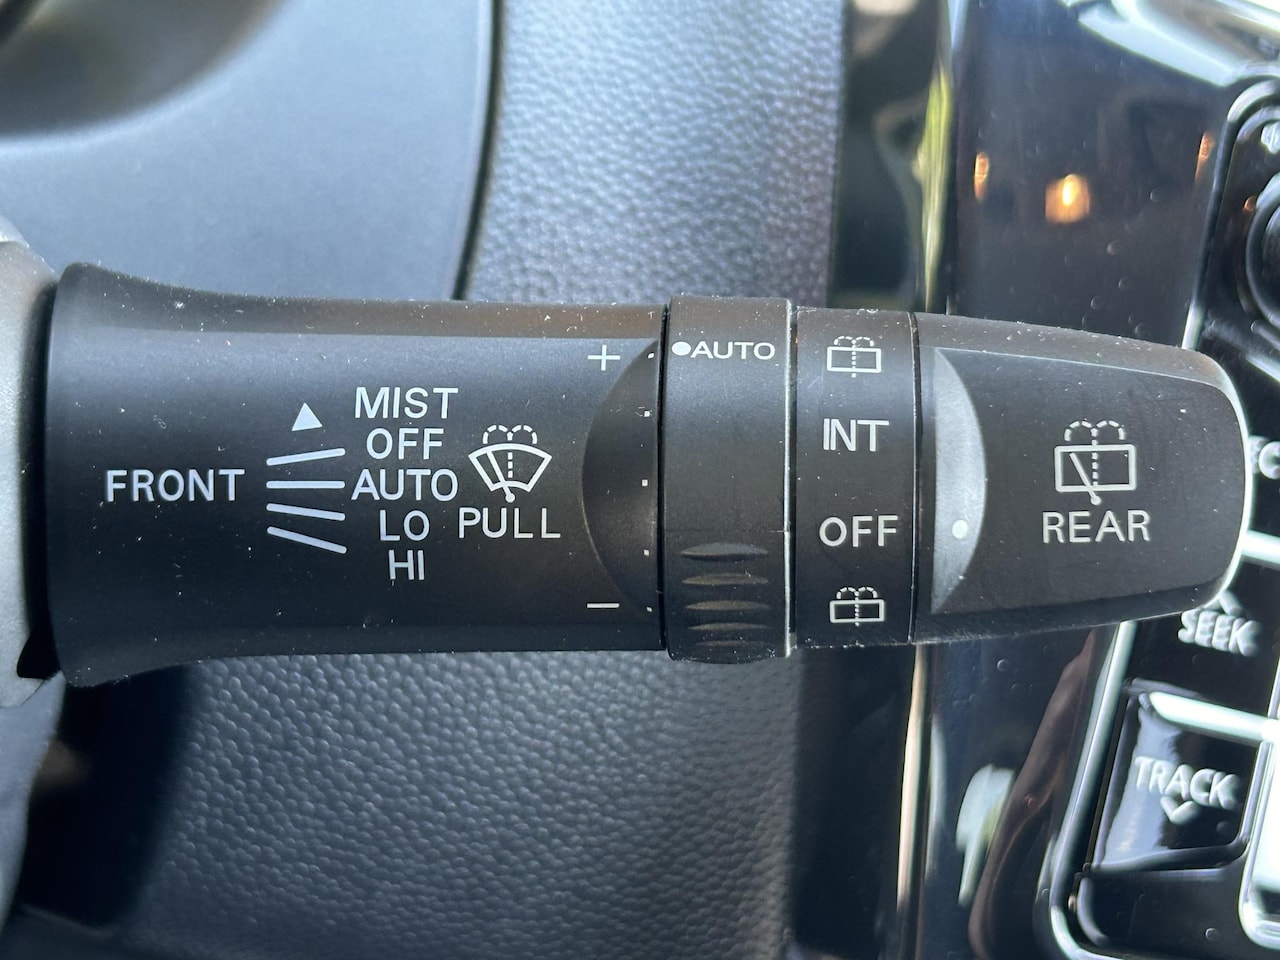 FRONT
MIST
OFF
AUTO
LO
HI
PULL
+
−
●AUTO
INT
OFF
REAR
SEEK
TRACK